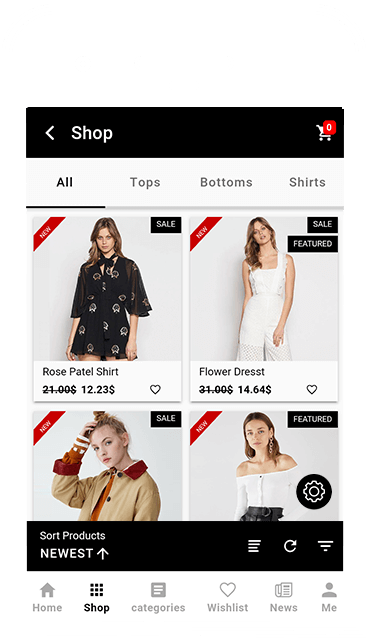 Shop
0
All Tops Bottoms Shirts
NEW SALE
NEW SALE
FEATURED
Rose Patel Shirt
21.00$ 12.23$
Flower Dresst
31.00$ 14.64$
NEW SALE
NEW FEATURED
Sort Products
NEWEST
Home Shop categories Wishlist News Me